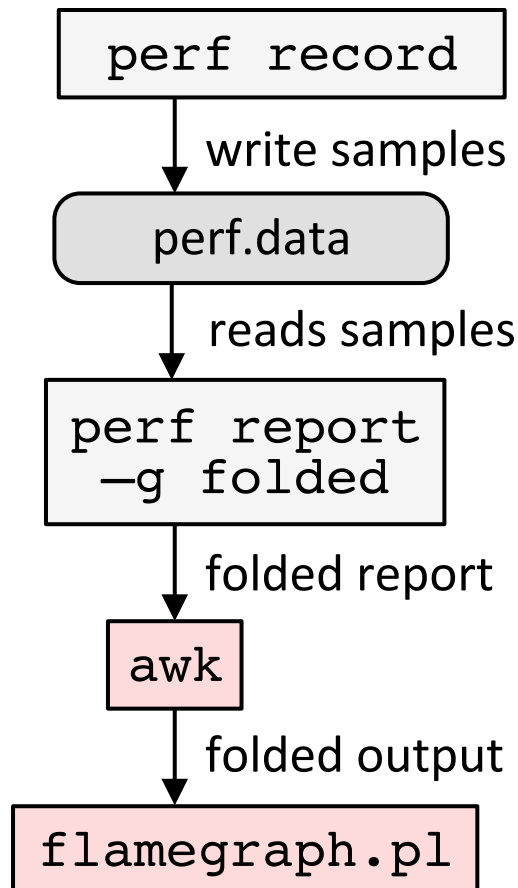 perf record
write samples
perf.data
reads samples
perf report
–g folded
folded report
awk
folded output
flamegraph.pl